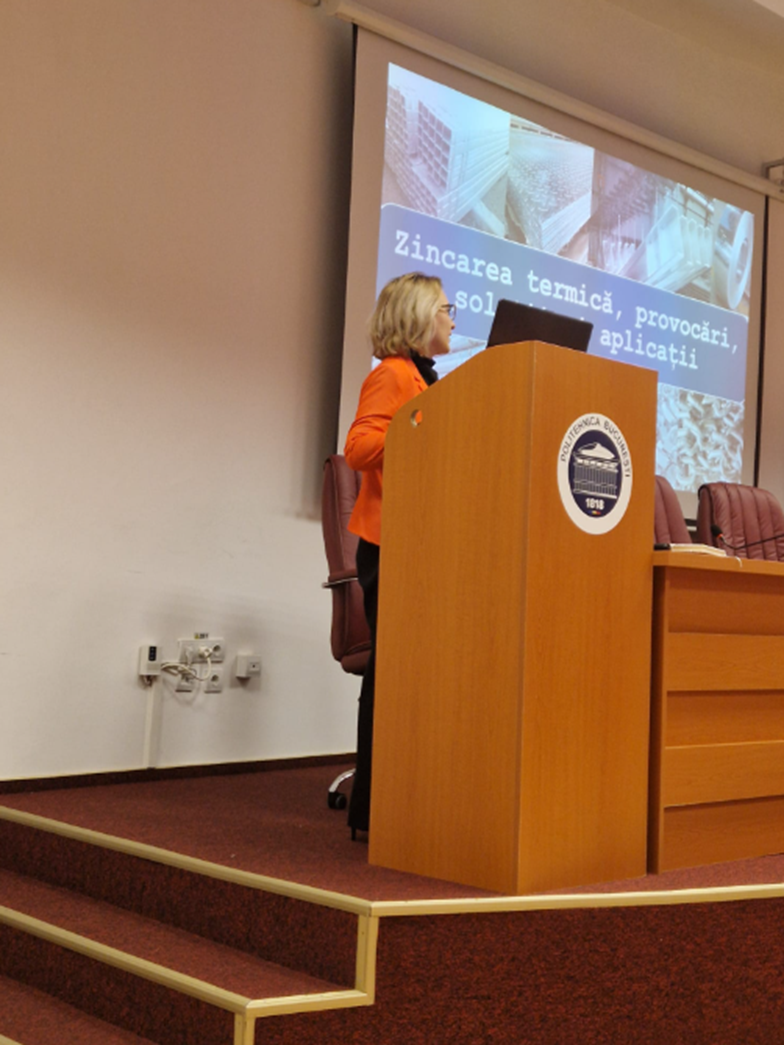 Zincarea termică, provocări,
aplicații
POLITEHNICA BUCUREȘTI
1818